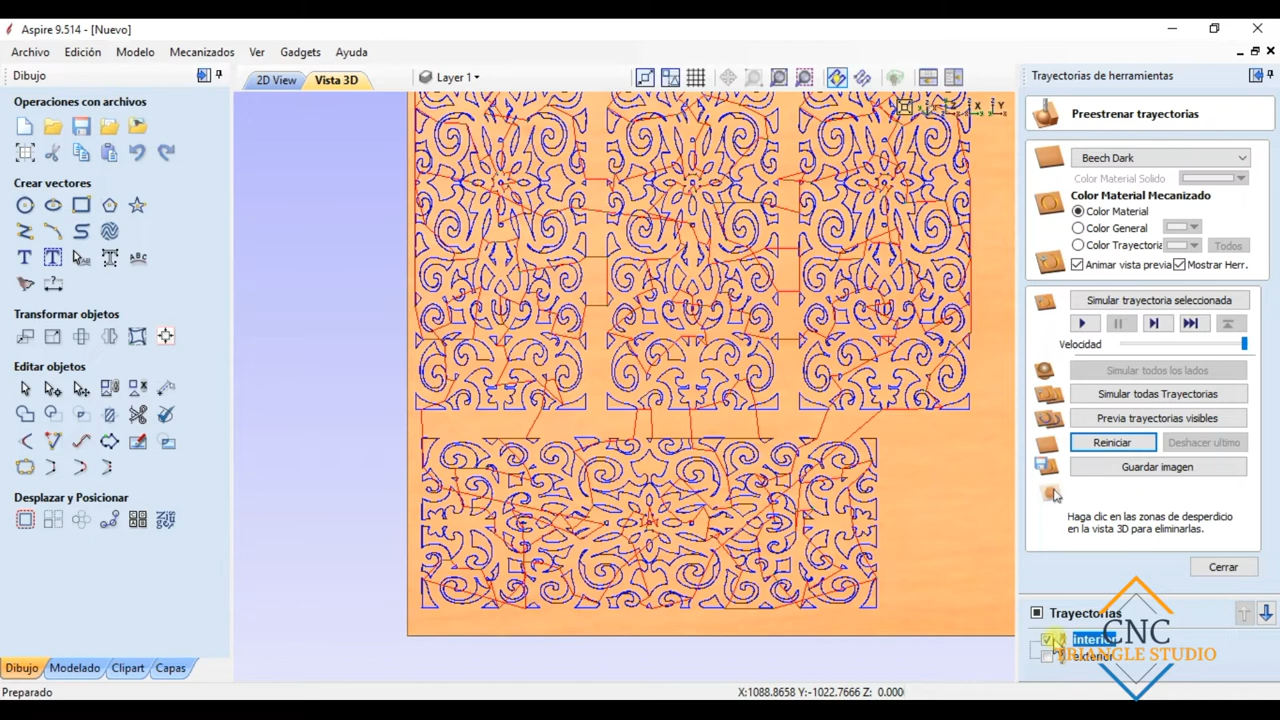 Aspire 9.514 - [Nuevo]
Archivo Edición Modelo Mecanizados Ver Gadgets Ayuda
Dibujo
2D View Vista 3D Layer 1
Trayectorias de herramientas
Operaciones con archivos
Preestrenar trayectorias
Beech Dark
Color Material Solido
Crear vectores
Color Material Mecanizado
Color Material
Color General
Color Trayectoria Todos
Animar vista previa Mostrar Herr.
Simular trayectoria seleccionada
Transformar objetos
Velocidad
Editar objetos
Simular todos los lados
Simular todas Trayectorias
Previa trayectorias visibles
Reiniciar Deshacer ultimo
Guardar imagen
Desplazar y Posicionar
Haga clic en las zonas de desperdicio
en la vista 3D para eliminarlas.
Cerrar
Trayectorias
interior
exterior
CNC
TRIANGLE STUDIO
Dibujo Modelado Clipart Capas
Preparado
X:1088.8658 Y:-1022.7666 Z: 0.000